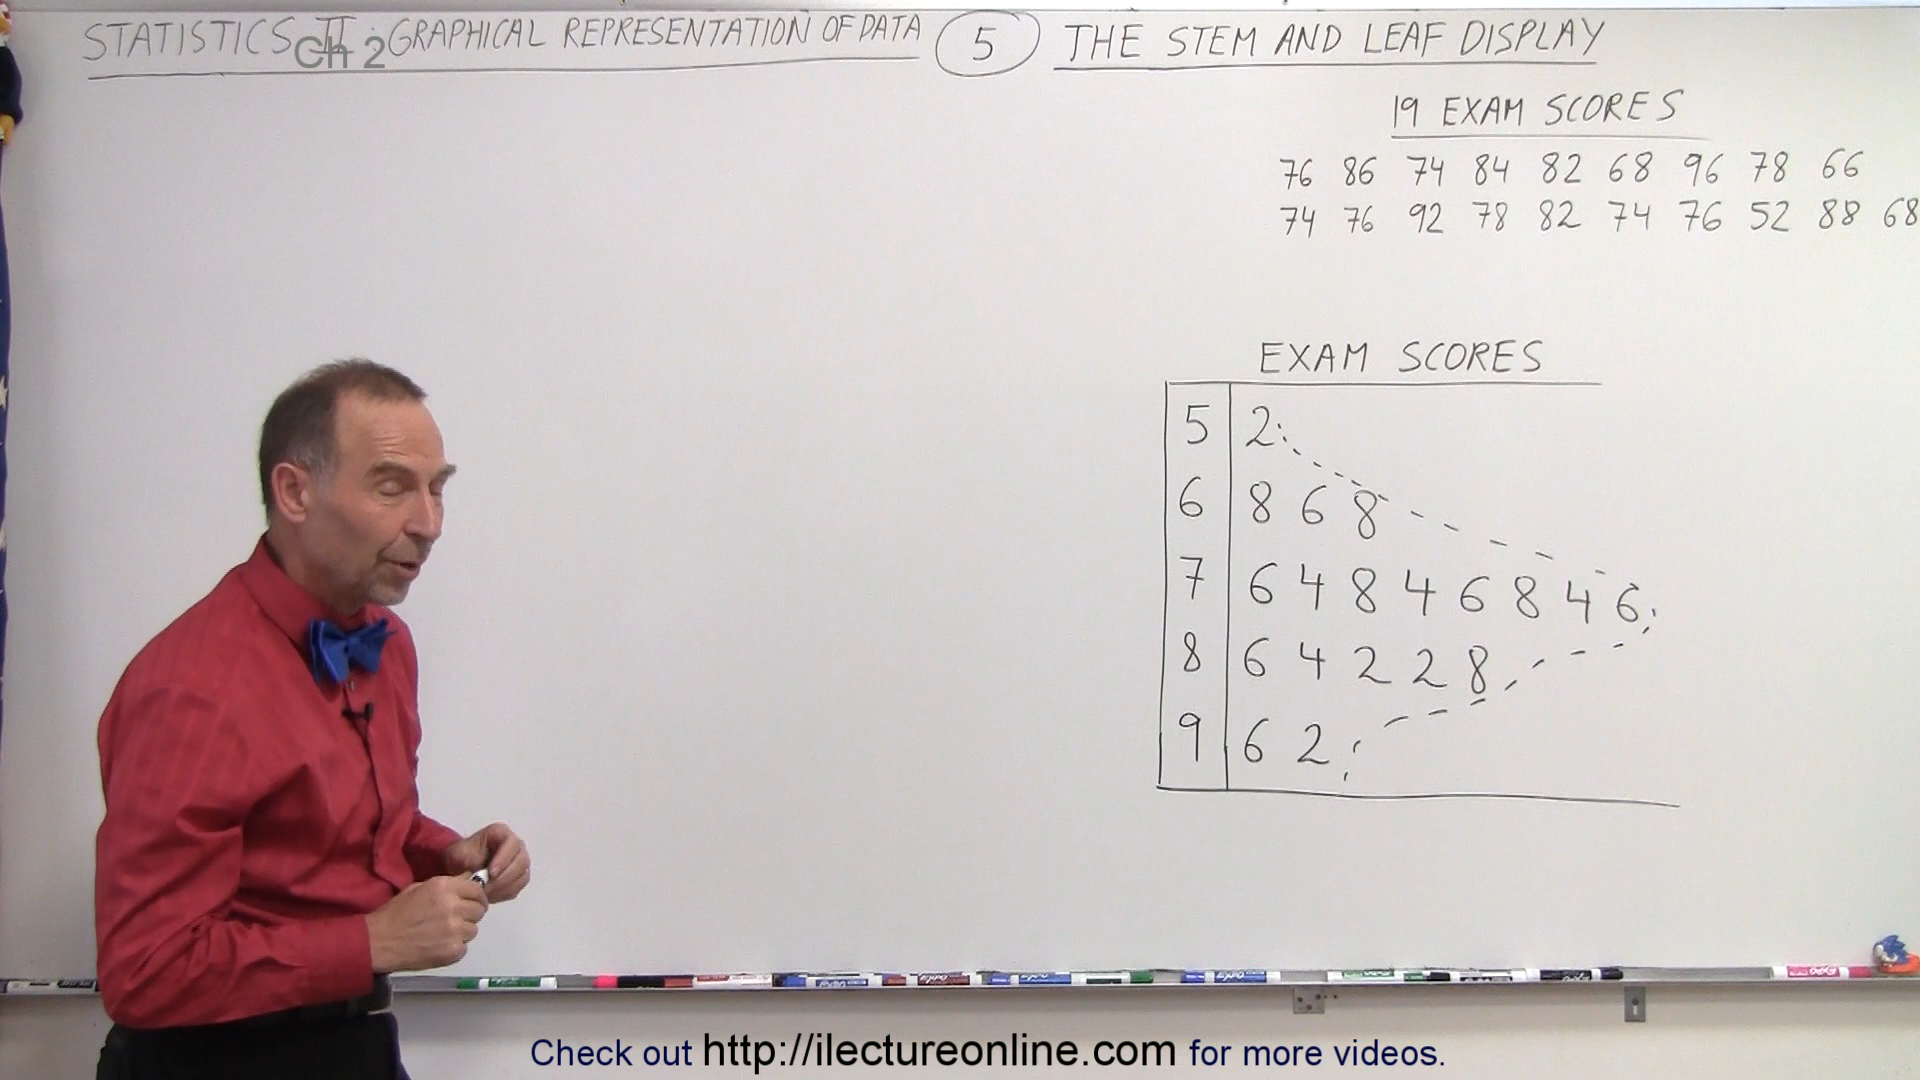 STATISTICS II: GRAPHICAL REPRESENTATION OF DATA 5 THE STEM AND LEAF DISPLAY
Ch 2
19 EXAM SCORES
76 86 74 84 82 68 96 78 66
74 76 92 78 82 74 76 52 88 68
EXAM SCORES
5 2
6 8 6 8
7 6 4 8 4 6 8 4 6
8 6 4 2 2 8
9 6 2
Check out http://ilectureonline.com for more videos.